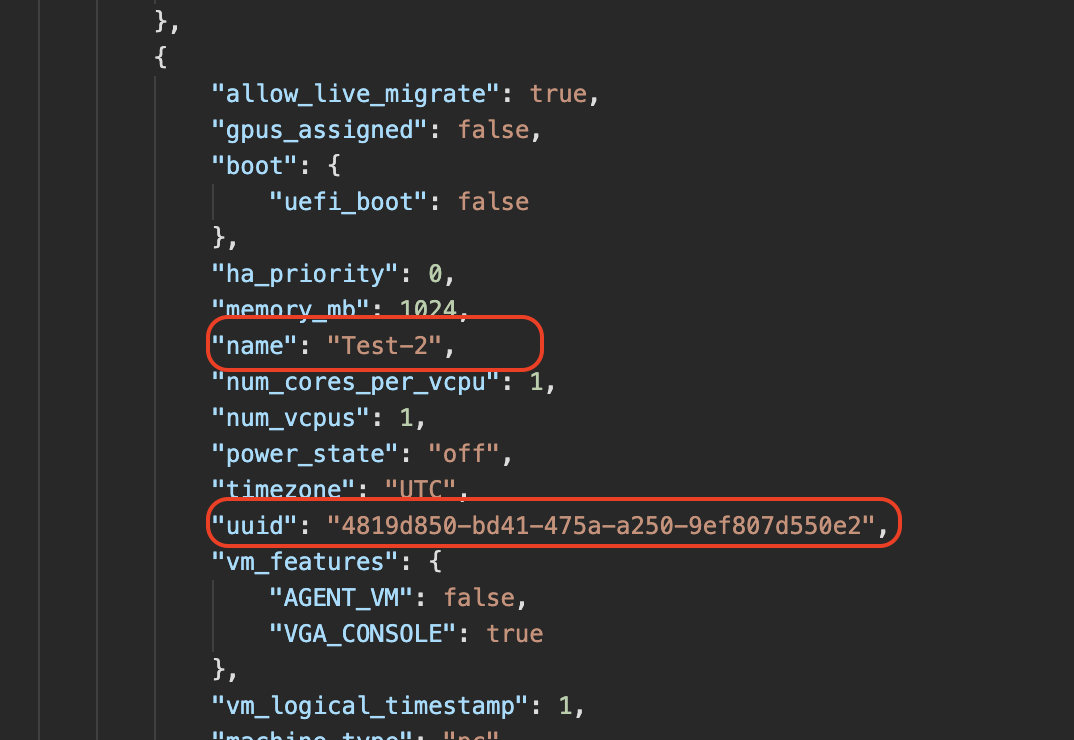 },
{
"allow_live_migrate": true,
"gpus_assigned": false,
"boot": {
"uefi_boot": false
},
"ha_priority": 0,
"memory_mb": 1024,
"name": "Test-2",
"num_cores_per_vcpu": 1,
"num_vcpus": 1,
"power_state": "off",
"timezone": "UTC",
"uuid": "4819d850-bd41-475a-a250-9ef807d550e2",
"vm_features": {
"AGENT_VM": false,
"VGA_CONSOLE": true
},
"vm_logical_timestamp": 1,
"machine_type": "pc"